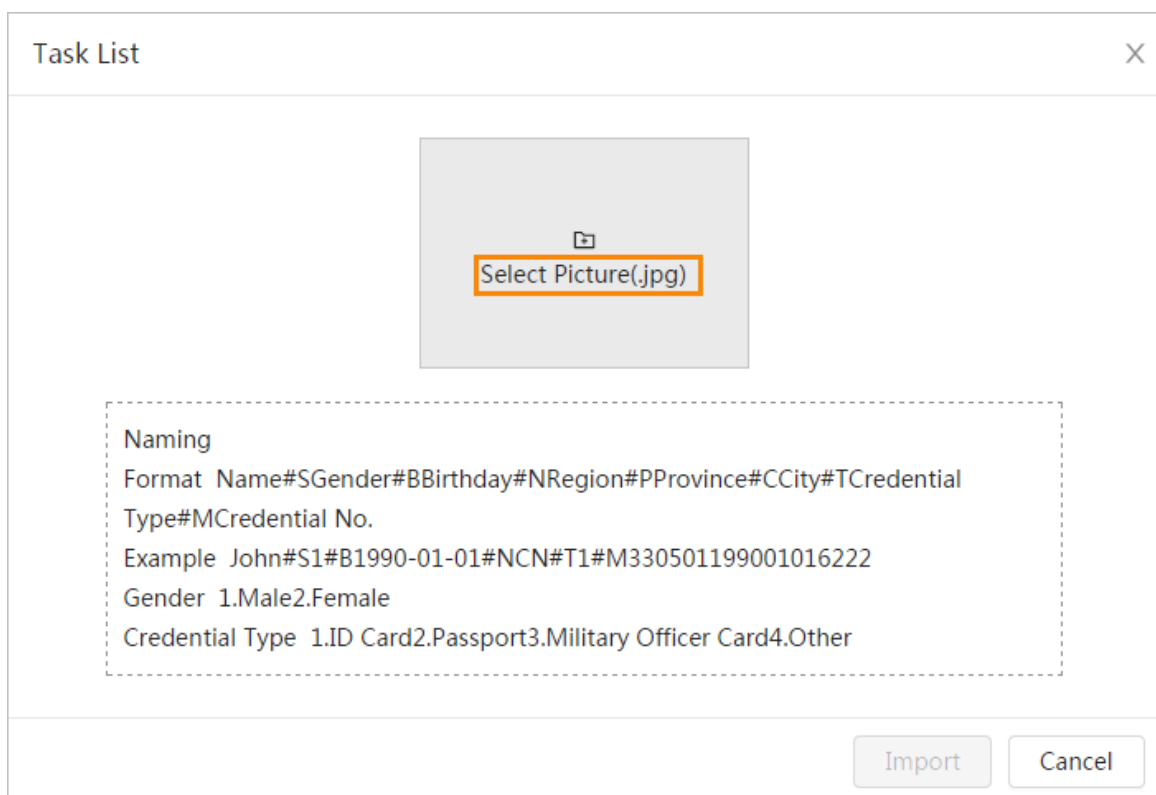 Task List
X
Select Picture(.jpg)
Naming
Format  Name#SGender#BBirthday#NRegion#PProvince#CCity#TCredential
Type#MCredential No.
Example  John#S1#B1990-01-01#NCN#T1#M330501199001016222
Gender  1.Male2.Female
Credential Type  1.ID Card2.Passport3.Military Officer Card4.Other
Import
Cancel